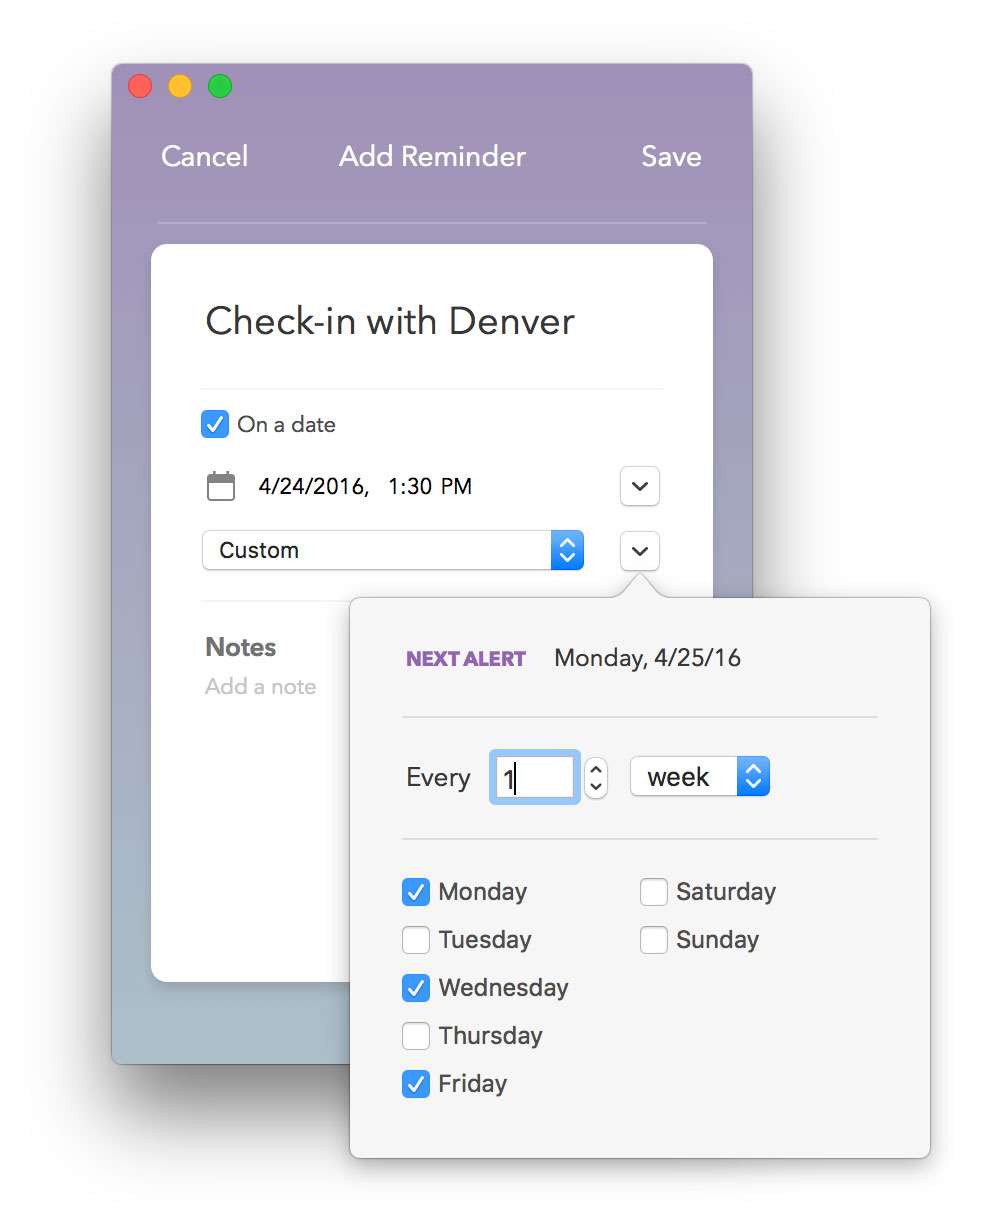 Cancel Add Reminder Save
Check-in with Denver
On a date
4/24/2016, 1:30 PM
Custom
Notes
Add a note
NEXT ALERT Monday, 4/25/16
Every 1 week
Monday
Tuesday
Wednesday
Thursday
Friday
Saturday
Sunday